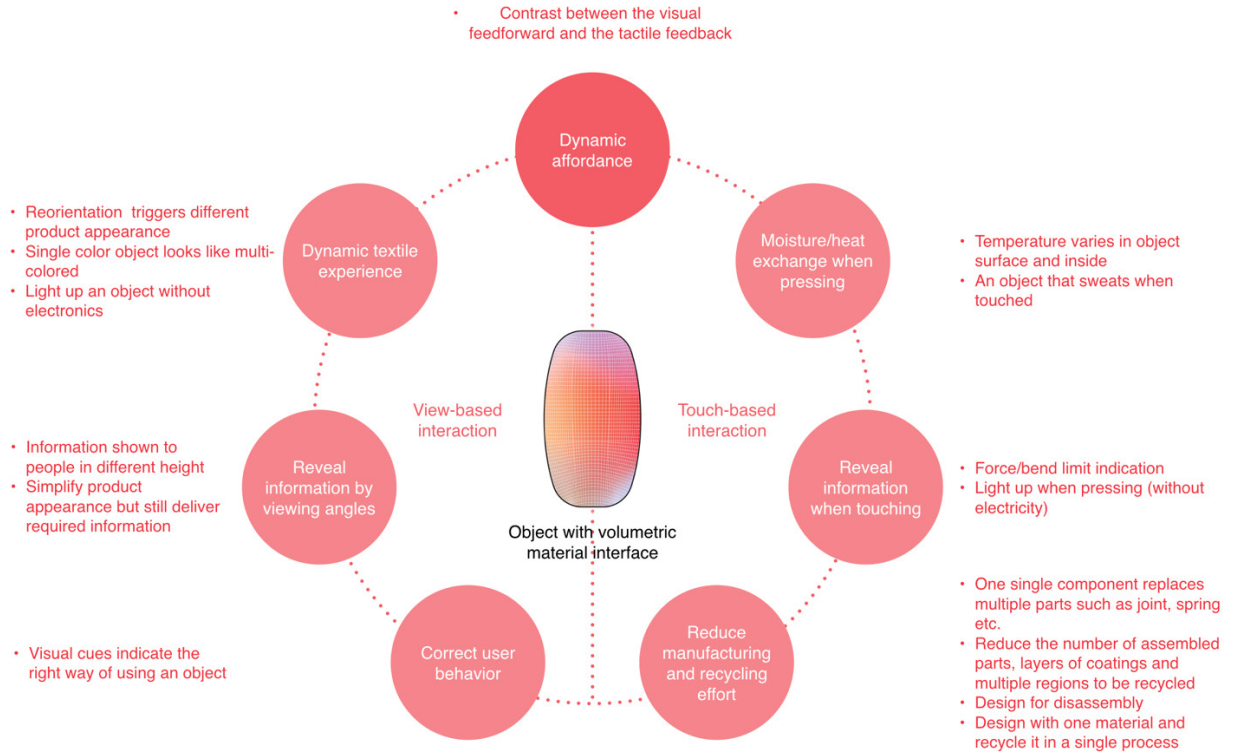 • Contrast between the visual
feedforward and the tactile feedback
Dynamic
affordance
• Reorientation triggers different
product appearance
• Single color object looks like multi-
colored
• Light up an object without
electronics
Dynamic textile
experience
Moisture/heat
exchange when
pressing
• Temperature varies in object
surface and inside
• An object that sweats when
touched
View-based
interaction
Touch-based
interaction
• Information shown to
people in different height
• Simplify product
appearance but still deliver
required information
Reveal
information by
viewing angles
Reveal
information
when touching
• Force/bend limit indication
• Light up when pressing (without
electricity)
Object with volumetric
material interface
• Visual cues indicate the
right way of using an object
Correct user
behavior
Reduce
manufacturing
and recycling
effort
• One single component replaces
multiple parts such as joint, spring
etc.
• Reduce the number of assembled
parts, layers of coatings and
multiple regions to be recycled
• Design for disassembly
• Design with one material and
recycle it in a single process